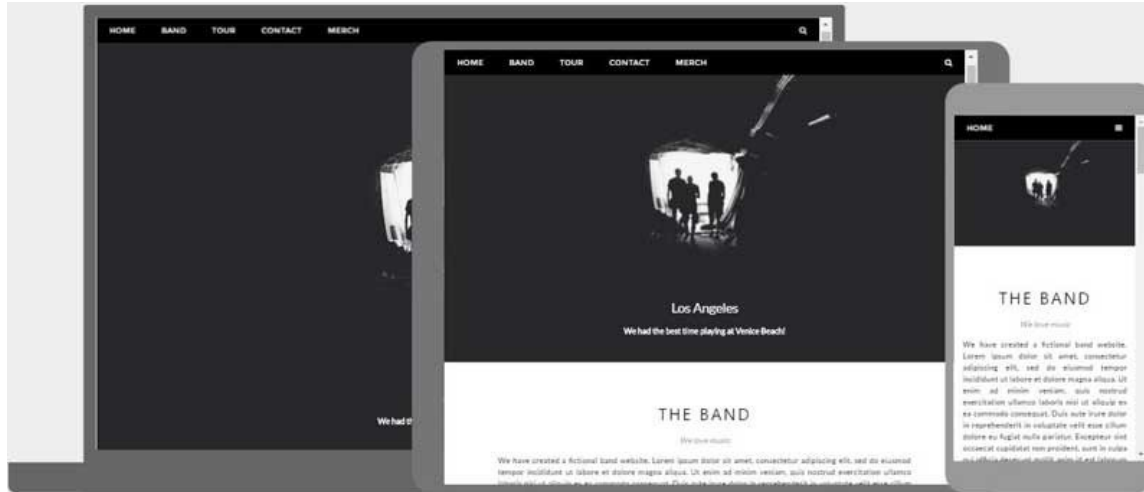 HOME BAND TOUR CONTACT MERCH
We had th
HOME BAND TOUR CONTACT MERCH
Los Angeles
We had the best time playing at Venice Beach!
THE BAND
We love music
We have created a fictional band website. Lorem ipsum dolor sit amet, consectetur adipiscing elit, sed do eiusmod
tempor incididunt ut labore et dolore magna aliqua. Ut enim ad minim veniam, quis nostrud exercitation ullamco
HOME
THE BAND
We love music
We have created a fictional band website.
Lorem ipsum dolor sit amet, consectetur
adipiscing elit, sed do eiusmod tempor
incididunt ut labore et dolore magna aliqua. Ut
enim ad minim veniam, quis nostrud
exercitation ullamco laboris nisi ut aliquip ex
ea commodo consequat. Duis aute irure dolor
in reprehenderit in voluptate velit esse cillum
dolore eu fugiat nulla pariatur. Excepteur sint
occaecat cupidatat non proident, sunt in culpa